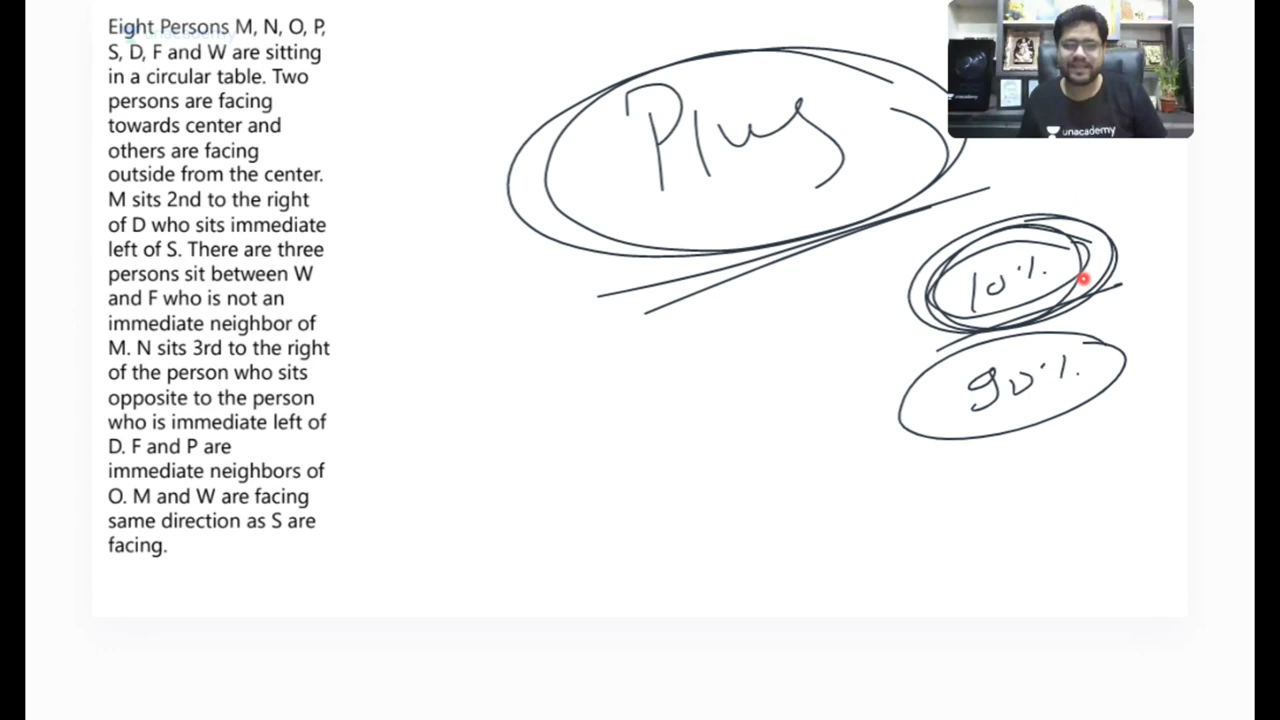 Eight Persons M, N, O, P,
S, D, F and W are sitting
in a circular table. Two
persons are facing
towards center and
others are facing
outside from the center.
M sits 2nd to the right
of D who sits immediate
left of S. There are three
persons sit between W
and F who is not an
immediate neighbor of
M. N sits 3rd to the right
of the person who sits
opposite to the person
who is immediate left of
D. F and P are
immediate neighbors of
O. M and W are facing
same direction as S are
facing.
Plus
10%
90%
unacademy
unacademy
unacademy